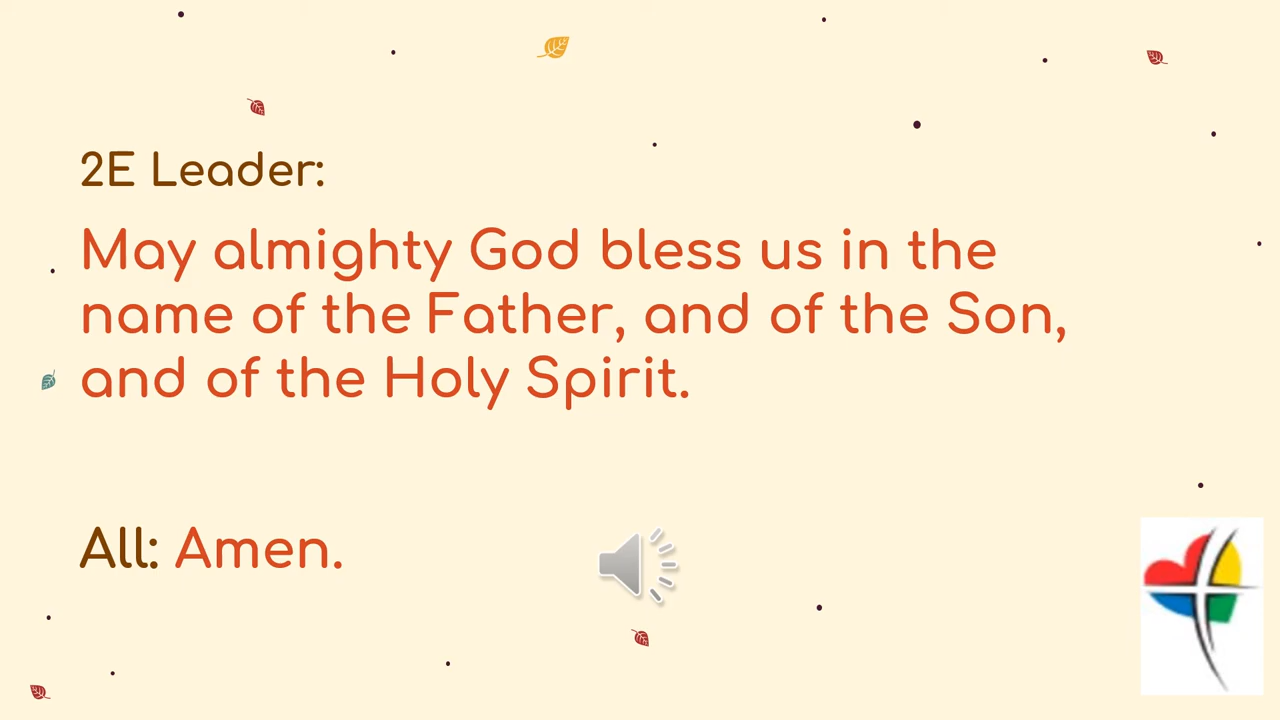 2E Leader:
May almighty God bless us in the
name of the Father, and of the Son,
and of the Holy Spirit.
All: Amen.